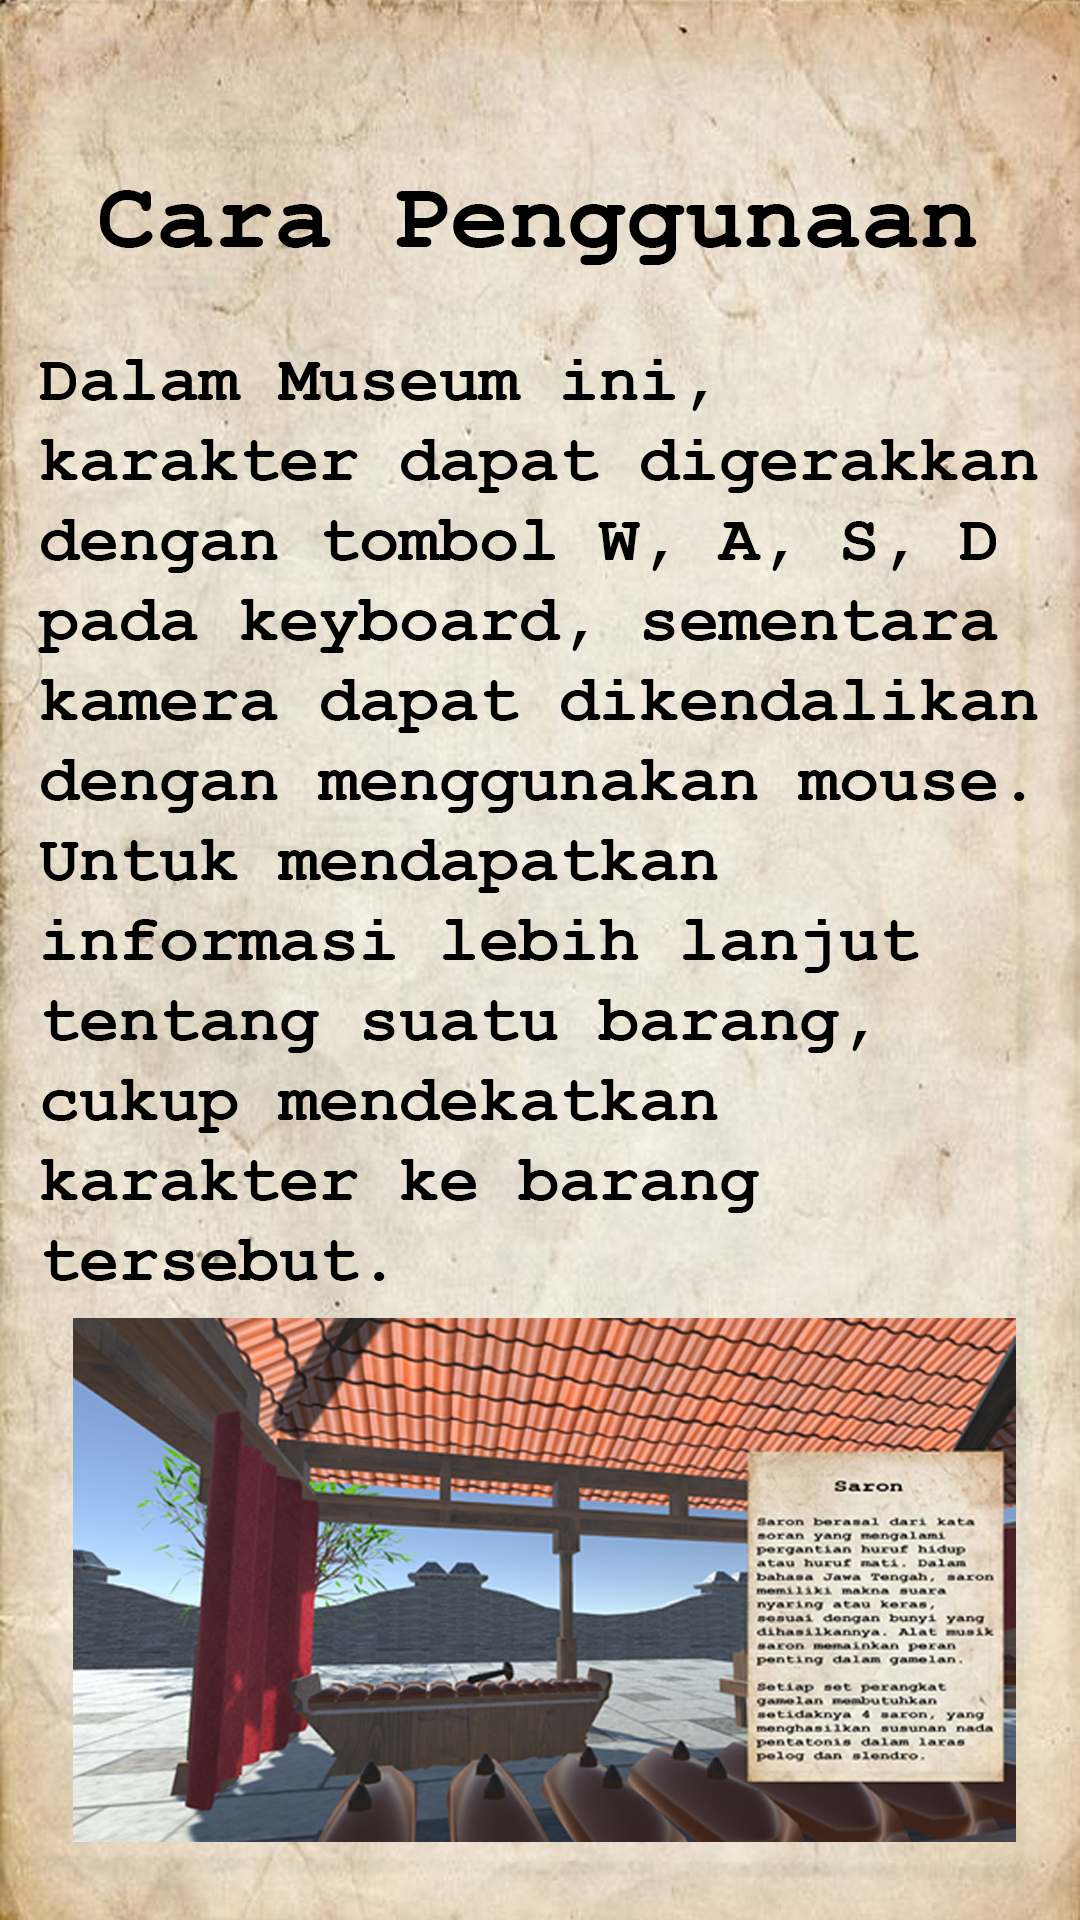 Cara Penggunaan
Dalam Museum ini,
karakter dapat digerakkan
dengan tombol W, A, S, D
pada keyboard, sementara
kamera dapat dikendalikan
dengan menggunakan mouse.
Untuk mendapatkan
informasi lebih lanjut
tentang suatu barang,
cukup mendekatkan
karakter ke barang
tersebut.
Saron
Saron berasal dari kata
soran yang mengalami
pergantian huruf hidup
atau huruf mati. Dalam
bahasa Jawa Tengah, saron
memiliki makna suara
nyaring atau keras,
sesuai dengan bunyi yang
dihasilkannya. Alat musik
saron memainkan peran
penting dalam gamelan.
Setiap set perangkat
gamelan membutuhkan
setidaknya 4 saron, yang
menghasilkan susunan nada
pentatonis dalam laras
pelog dan slendro.